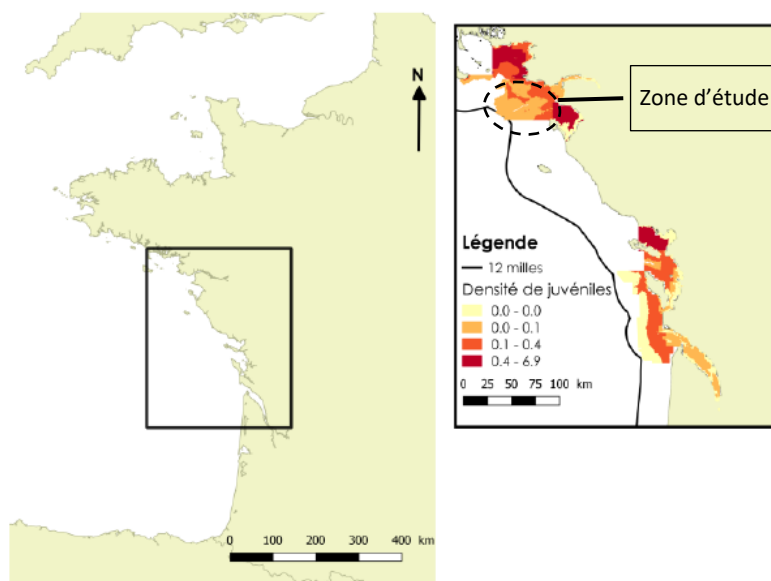 N
0 100 200 300 400 km
Zone d'étude
Légende
12 milles
Densité de juvéniles
0.0 - 0.0
0.0 - 0.1
0.1 - 0.4
0.4 - 6.9
0 25 50 75 100 km